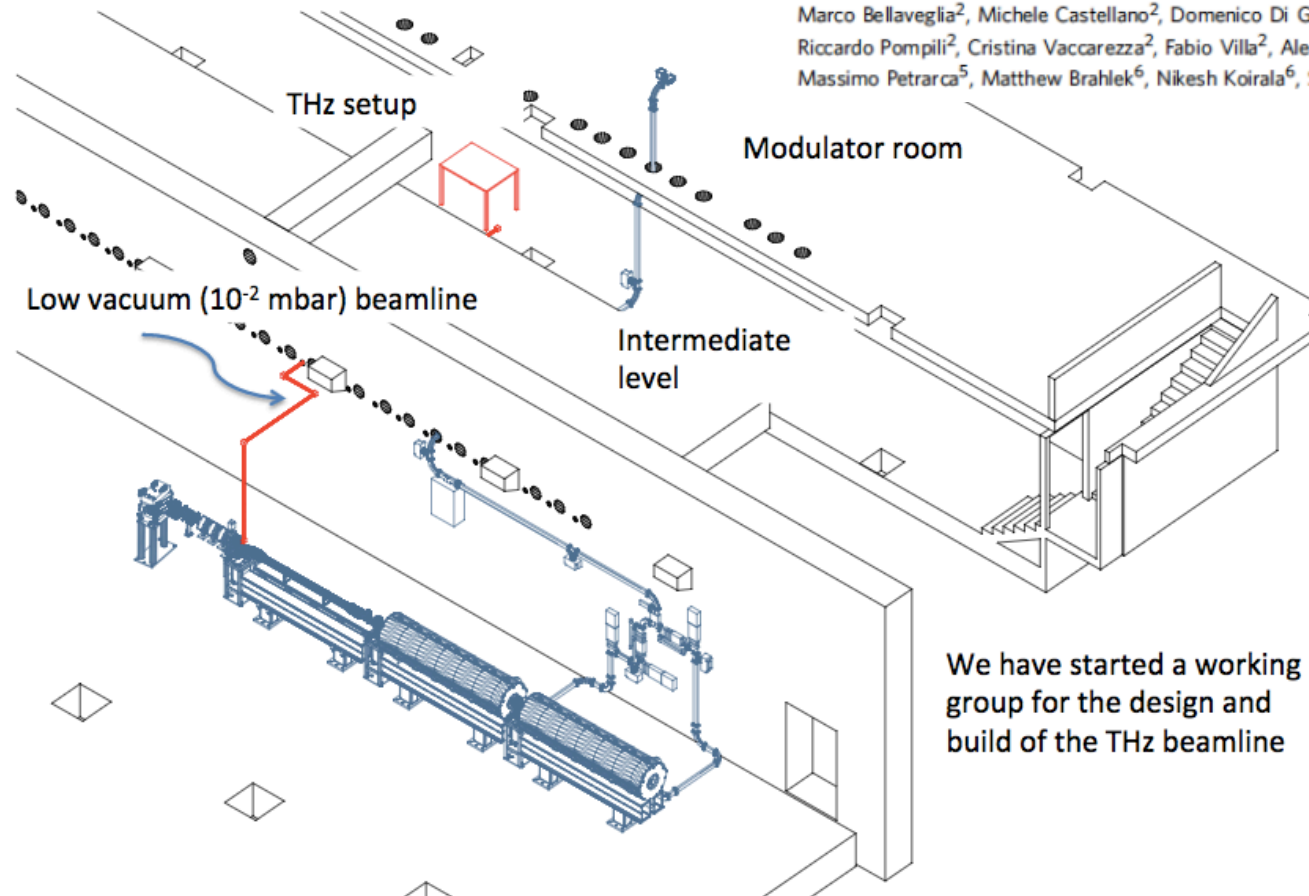 Marco Bellaveglia², Michele Castellano², Domenico Di G
Riccardo Pompili², Cristina Vaccarezza², Fabio Villa², Ale
Massimo Petrarca⁵, Matthew Brahlek⁶, Nikesh Koirala⁶, S
THz setup
Modulator room
Low vacuum (10⁻² mbar) beamline
Intermediate
level
We have started a working
group for the design and
build of the THz beamline